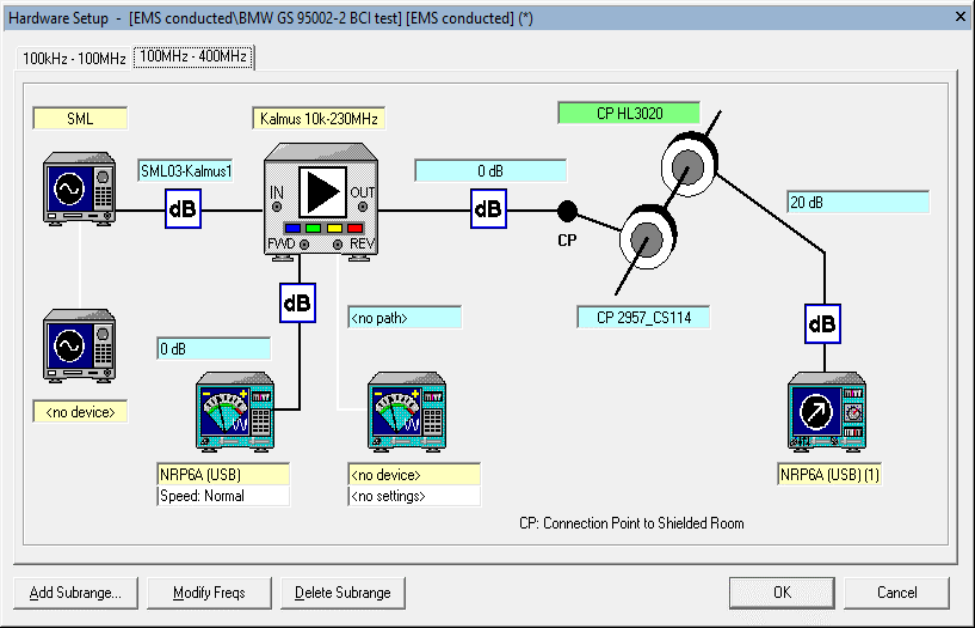 Hardware Setup - [EMS conducted\BMW GS 95002-2 BCI test] [EMS conducted] (*)
100kHz - 100MHz
100MHz - 400MHz
SML
Kalmus 10k-230MHz
CP HL3020
SML03-Kalmus1
0 dB
20 dB
IN
OUT
dB
dB
CP
FWD
REV
dB
<no path>
CP 2957_CS114
dB
0 dB
W
W
<no device>
NRP6A (USB)
Speed: Normal
<no device>
<no settings>
NRP6A (USB) (1)
CP: Connection Point to Shielded Room
Add Subrange...
Modify Freqs
Delete Subrange
OK
Cancel